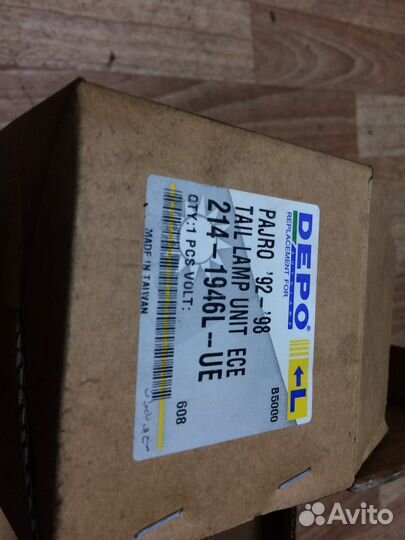 DEPO®
REPLACEMENT FOR
←L
PAJRO '92-'98
TAIL LAMP UNIT ECE
214-1946L-UE
QTY:1 PCS VOLT:
B5000
608
MADE IN TAIWAN
Avito